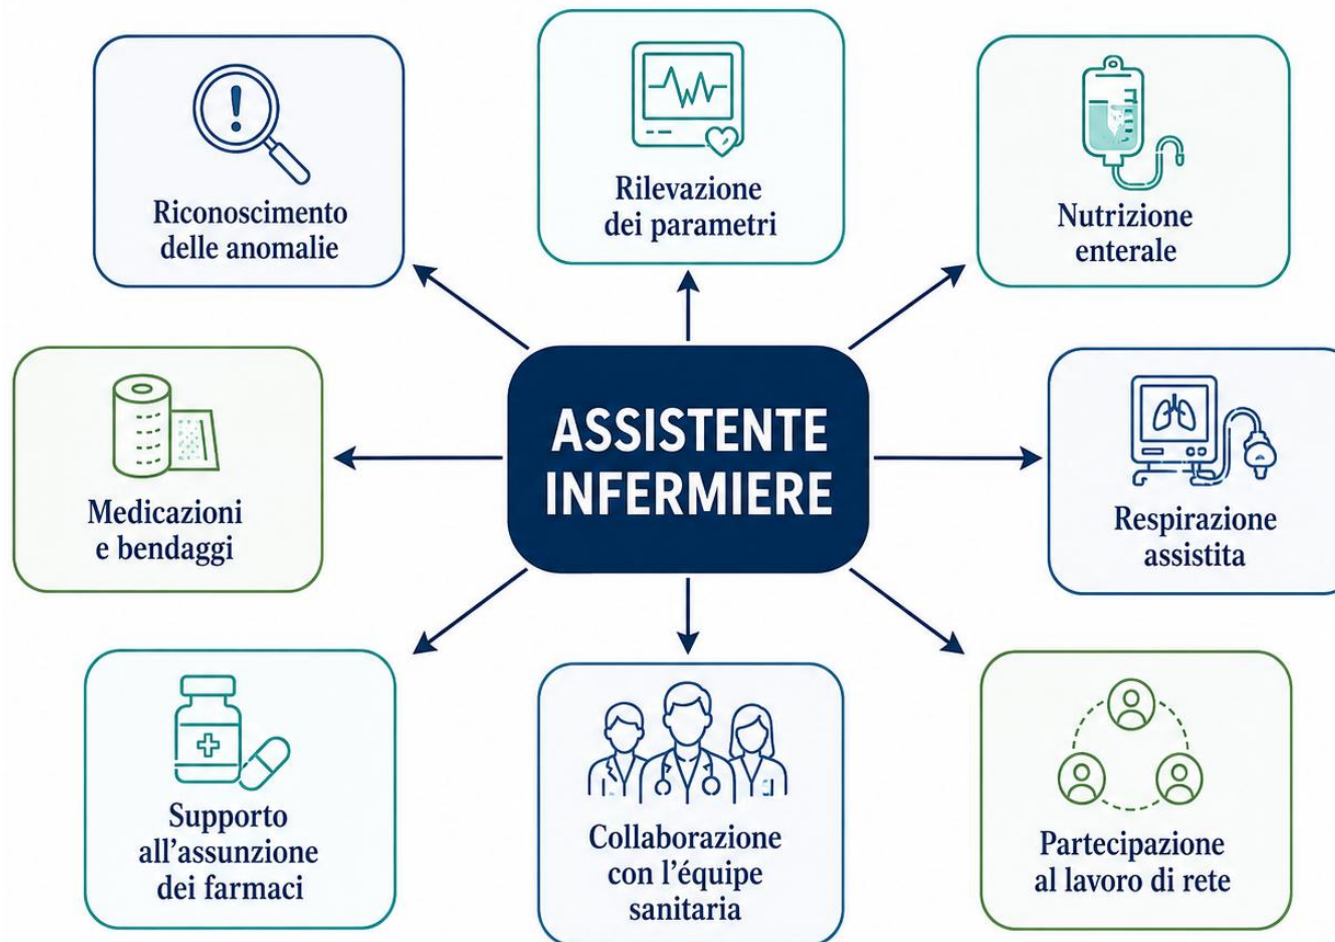 Riconoscimento
delle anomalie
Rilevazione
dei parametri
Nutrizione
enterale
Medicazioni
e bendaggi
ASSISTENTE
INFERMIERE
Respirazione
assistita
Supporto
all'assunzione
dei farmaci
Collaborazione
con l'équipe
sanitaria
Partecipazione
al lavoro di rete